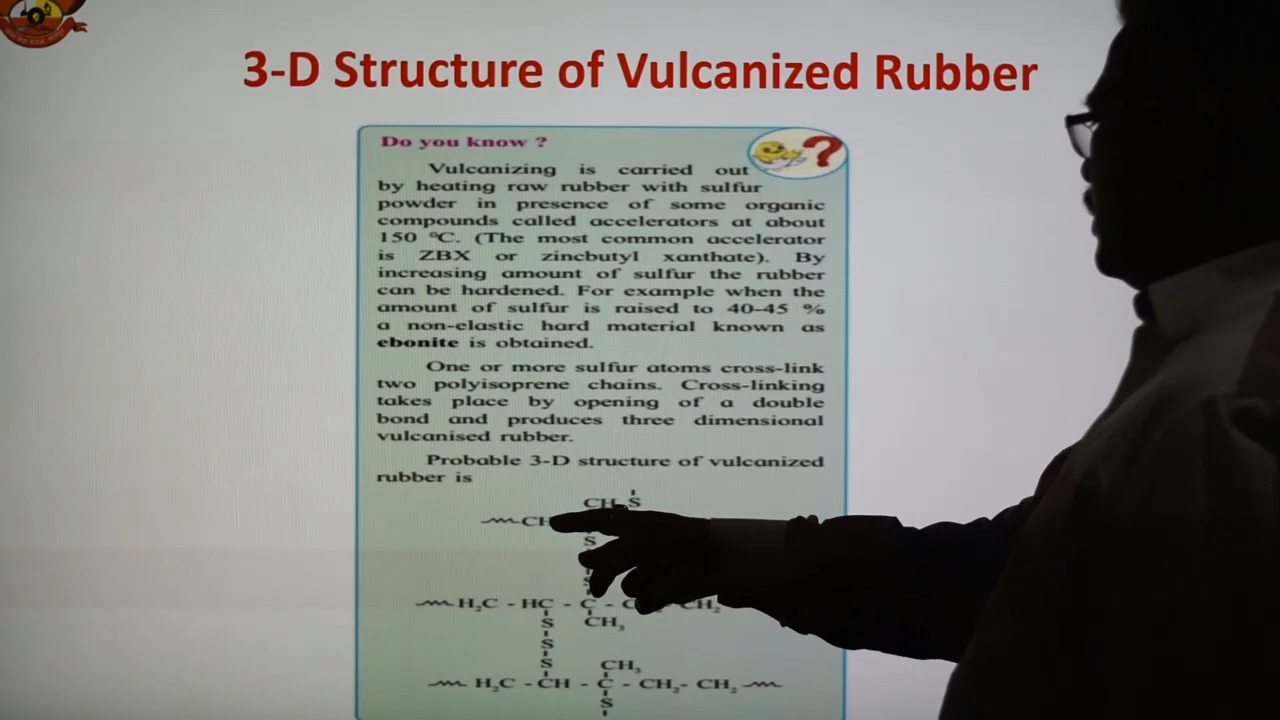 3-D Structure of Vulcanized Rubber
Do you know ?
Vulcanizing is carried out
by heating raw rubber with sulfur
powder in presence of some organic
compounds called accelerators at about
150 °C. (The most common accelerator
is ZBX or zincbutyl xanthate). By
increasing amount of sulfur the rubber
can be hardened. For example when the
amount of sulfur is raised to 40-45 %
a non-elastic hard material known as
ebonite is obtained.
One or more sulfur atoms cross-link
two polyisoprene chains. Cross-linking
takes place by opening of a double
bond and produces three dimensional
vulcanised rubber.
Probable 3-D structure of vulcanized
rubber is
CH S
CH
S
S
H₂C - HC - C - C CH₂
S CH₃
S
S CH₃
H₂C - CH - C - CH₂- CH₂
S